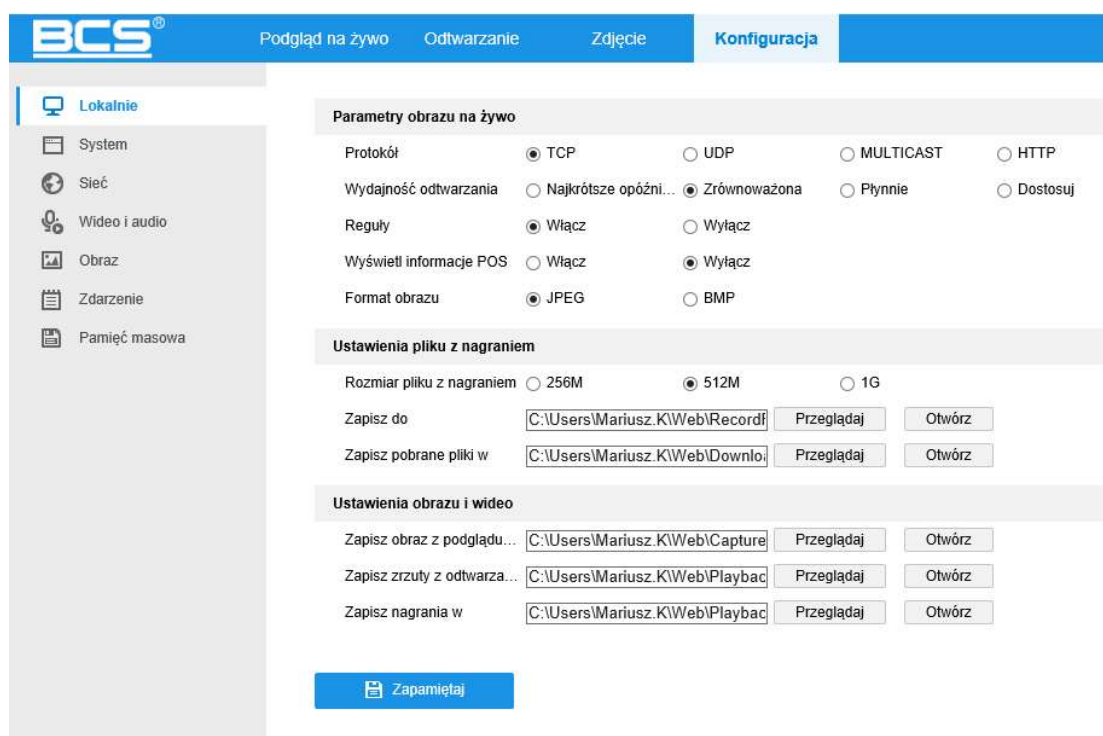 BCS®
Podgląd na żywo Odtwarzanie Zdjęcie Konfiguracja
Lokalnie
System
Sieć
Wideo i audio
Obraz
Zdarzenie
Pamięć masowa
Parametry obrazu na żywo
Protokół TCP UDP MULTICAST HTTP
Wydajność odtwarzania Najkrótsze opóźni... Zrównoważona Płynnie Dostosuj
Reguły Włącz Wyłącz
Wyświetl informacje POS Włącz Wyłącz
Format obrazu JPEG BMP
Ustawienia pliku z nagraniem
Rozmiar pliku z nagraniem 256M 512M 1G
Zapisz do C:\Users\Mariusz.K\Web\RecordF Przeglądaj Otwórz
Zapisz pobrane pliki w C:\Users\Mariusz.K\Web\Downloa Przeglądaj Otwórz
Ustawienia obrazu i wideo
Zapisz obraz z podglądu... C:\Users\Mariusz.K\Web\Capture Przeglądaj Otwórz
Zapisz zrzuty z odtwarza... C:\Users\Mariusz.K\Web\Playbac Przeglądaj Otwórz
Zapisz nagrania w C:\Users\Mariusz.K\Web\Playbac Przeglądaj Otwórz
Zapamiętaj